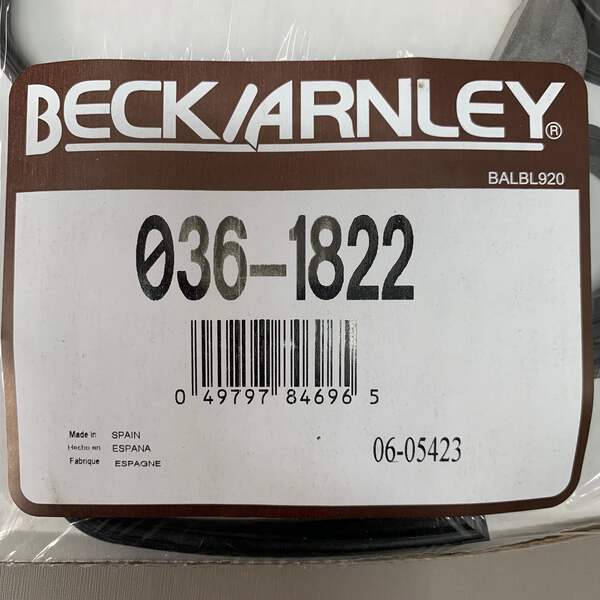 BECK/ARNLEY®
BALBL920
036-1822
0 49797 84696 5
Made in SPAIN
Hecho en ESPANA
Fabrique ESPAGNE
06-05423